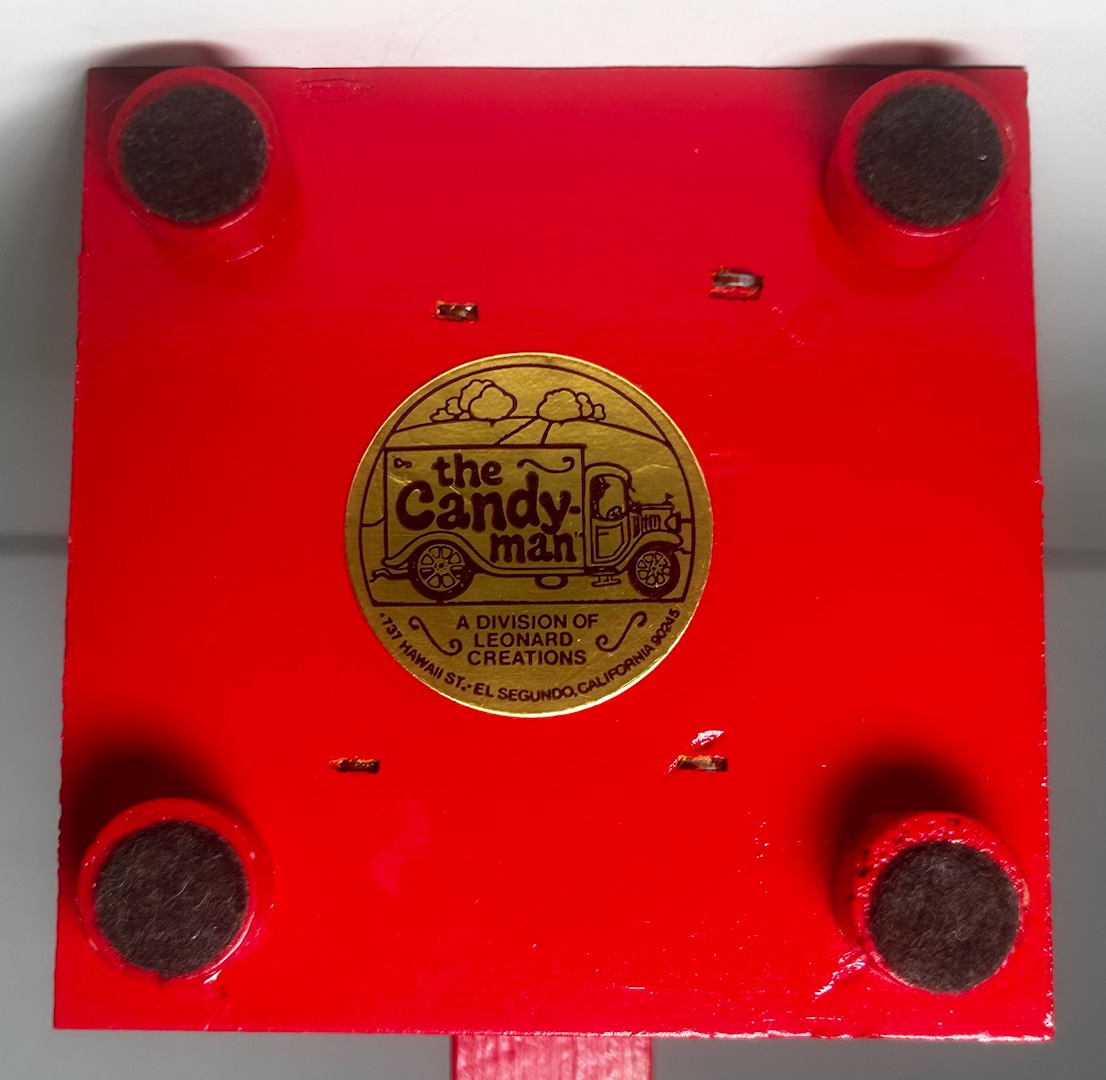 the
Candy-
man"
A DIVISION OF
LEONARD
CREATIONS
•737 HAWAII ST.• EL SEGUNDO, CALIFORNIA 90245